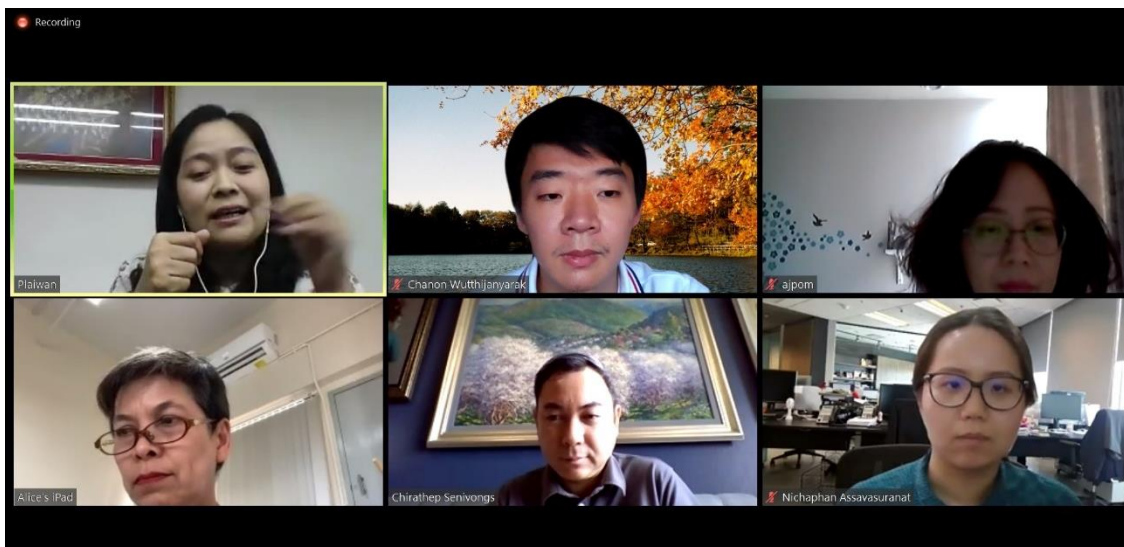 Recording
Plaiwan
Chanon Wutthijanyarak
ajpom
Alice's iPad
Chirathep Senivongs
Nichaphan Assavasuranat